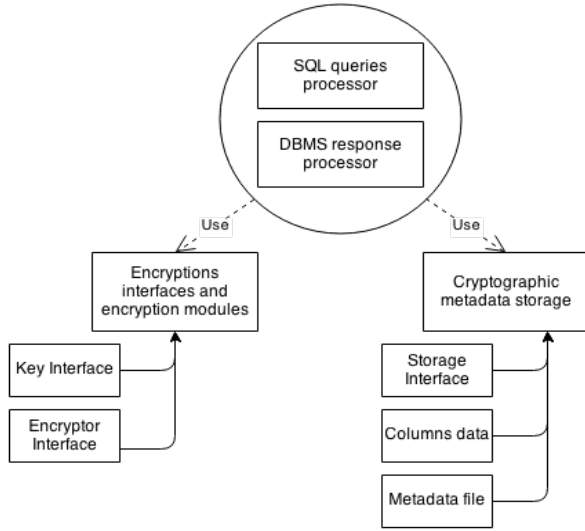 SQL queries
processor
DBMS response
processor
Use
Use
Encryptions
interfaces and
encryption modules
Cryptographic
metadata storage
Key Interface
Encryptor
Interface
Storage
Interface
Columns data
Metadata file